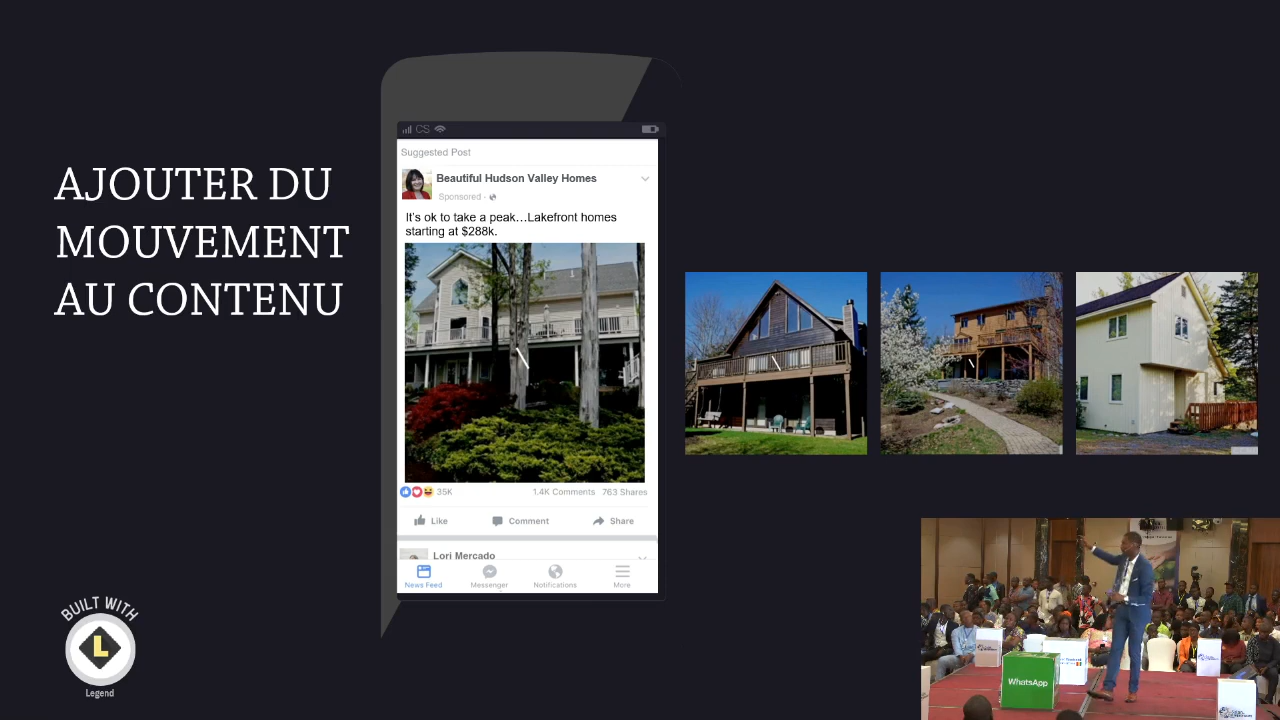 AJOUTER DU
MOUVEMENT
AU CONTENU
CS
Suggested Post
Beautiful Hudson Valley Homes
Sponsored ·
It's ok to take a peak…Lakefront homes
starting at $288k.
35K 1.4K Comments 763 Shares
Like Comment Share
Lori Mercado
News Feed Messenger Notifications More
BUILT WITH
L
Legend
WhatsApp